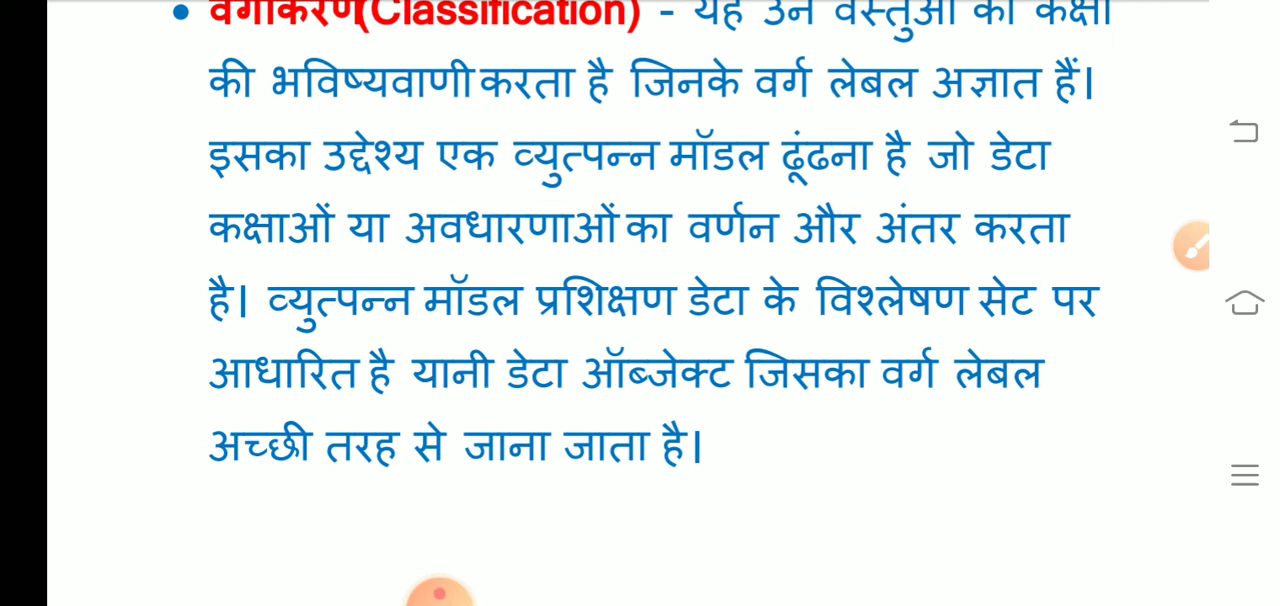 • वर्गीकरण(Classification) - यह उन वस्तुओं की कक्षा
की भविष्यवाणी करता है जिनके वर्ग लेबल अज्ञात हैं।
इसका उद्देश्य एक व्युत्पन्न मॉडल ढूंढना है जो डेटा
कक्षाओं या अवधारणाओं का वर्णन और अंतर करता
है। व्युत्पन्न मॉडल प्रशिक्षण डेटा के विश्लेषण सेट पर
आधारित है यानी डेटा ऑब्जेक्ट जिसका वर्ग लेबल
अच्छी तरह से जाना जाता है।